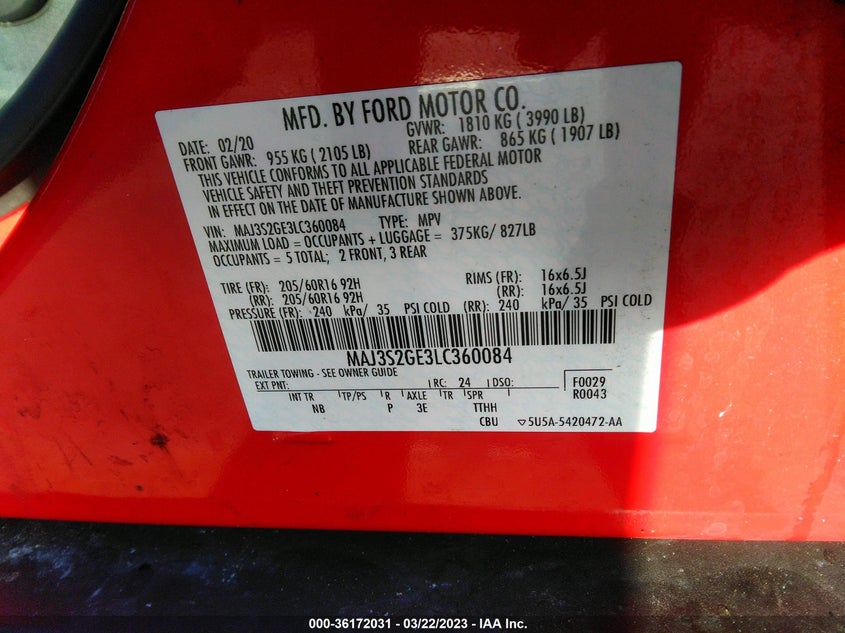 MFD. BY FORD MOTOR CO.
DATE: 02/20 GVWR: 1810 KG ( 3990 LB)
FRONT GAWR: 955 KG ( 2105 LB) REAR GAWR: 865 KG ( 1907 LB)
THIS VEHICLE CONFORMS TO ALL APPLICABLE FEDERAL MOTOR
VEHICLE SAFETY AND THEFT PREVENTION STANDARDS
IN EFFECT ON THE DATE OF MANUFACTURE SHOWN ABOVE.
VIN: MAJ3S2GE3LC360084 TYPE: MPV
MAXIMUM LOAD = OCCUPANTS + LUGGAGE = 375KG/ 827LB
OCCUPANTS = 5 TOTAL; 2 FRONT, 3 REAR
TIRE (FR): 205/60R16 92H RIMS (FR): 16x6.5J
(RR): 205/60R16 92H (RR): 16x6.5J
PRESSURE (FR): 240 kPa/ 35 PSI COLD (RR): 240 kPa/ 35 PSI COLD
MAJ3S2GE3LC360084
TRAILER TOWING - SEE OWNER GUIDE
EXT PNT: RC: 24 DSO: F0029
R0043
INT TR TP/PS R AXLE TR SPR
NB P 3E TTHH
CBU 5U5A-5420472-AA
000-36172031 - 03/22/2023 - IAA Inc.